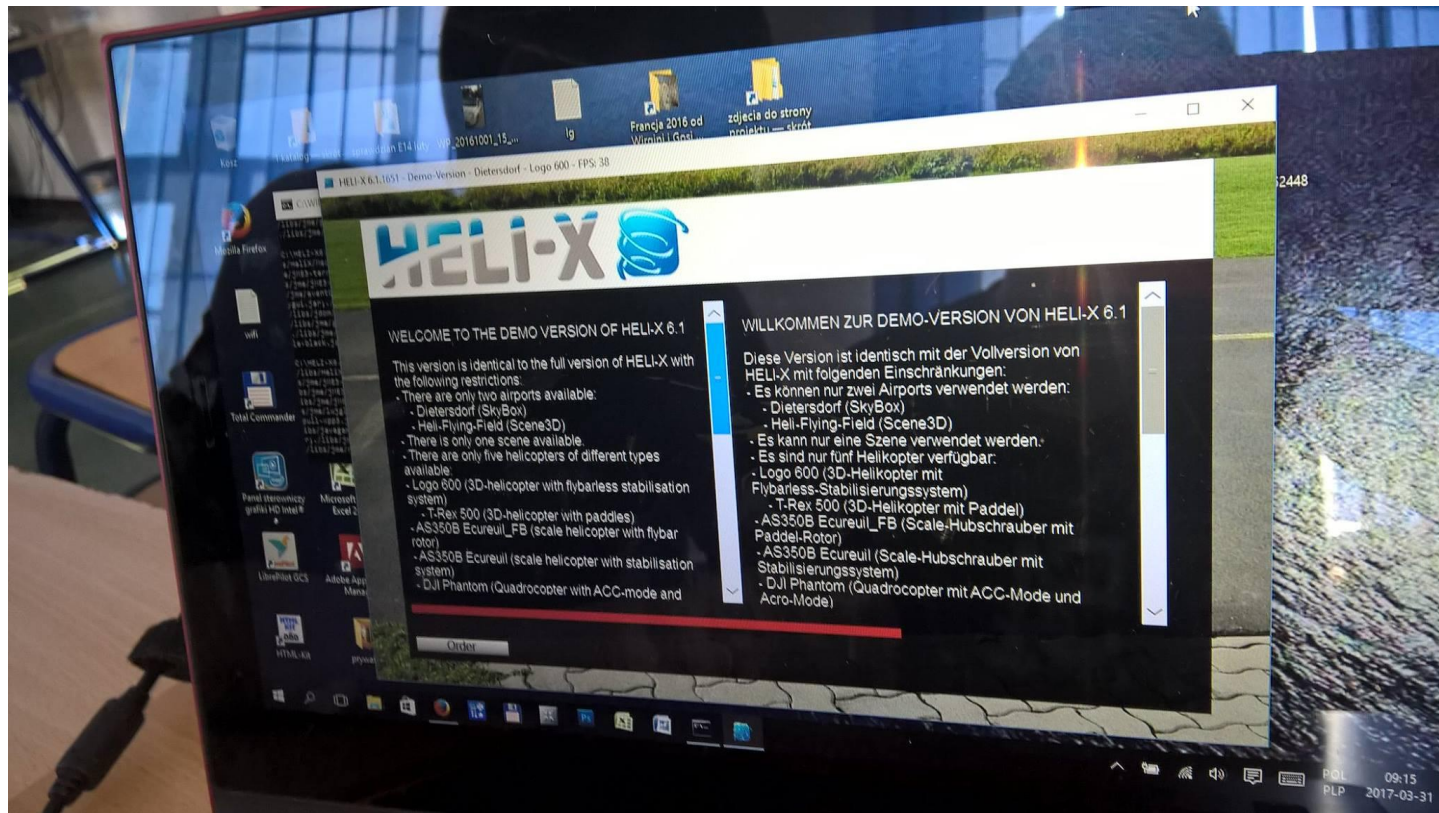 Kosz
WP_20161001_15_...
lg
Francja 2016 od
zdjecia do strony
projektu — skrót
HELI-X 6.1.1651 - Demo-Version - Dietersdorf - Logo 600 - FPS: 38
HELI-X
WELCOME TO THE DEMO VERSION OF HELI-X 6.1
This version is identical to the full version of HELI-X with
the following restrictions:
- There are only two airports available:
- Dietersdorf (SkyBox)
- Heli-Flying-Field (Scene3D)
- There is only one scene available.
- There are only five helicopters of different types
available:
- Logo 600 (3D-helicopter with flybarless stabilisation
system)
- T-Rex 500 (3D-helicopter with paddles)
- AS350B Ecureuil_FB (scale helicopter with flybar
rotor)
- AS350B Ecureuil (scale helicopter with stabilisation
system)
- DJI Phantom (Quadrocopter with ACC-mode and
WILLKOMMEN ZUR DEMO-VERSION VON HELI-X 6.1
Diese Version ist identisch mit der Vollversion von
HELI-X mit folgenden Einschränkungen:
- Es können nur zwei Airports verwendet werden:
- Dietersdorf (SkyBox)
- Heli-Flying-Field (Scene3D)
- Es kann nur eine Szene verwendet werden.
- Es sind nur fünf Helikopter verfügbar:
- Logo 600 (3D-Helikopter mit
Flybarless-Stabilisierungssystem)
- T-Rex 500 (3D-Helikopter mit Paddel)
- AS350B Ecureuil_FB (Scale-Hubschrauber mit
Paddel-Rotor)
- AS350B Ecureuil (Scale-Hubschrauber mit
Stabilisierungssystem)
- DJI Phantom (Quadrocopter mit ACC-Mode und
Acro-Mode)
Order
Mozilla Firefox
wifi
Total Commander
Panel sterowniczy
grafiki HD Intel®
Microsoft
Excel 2
LibrePilot GCS
Adobe App
Mana
HTML-Kit
prywa
52448
POL
PLP
09:15
2017-03-31